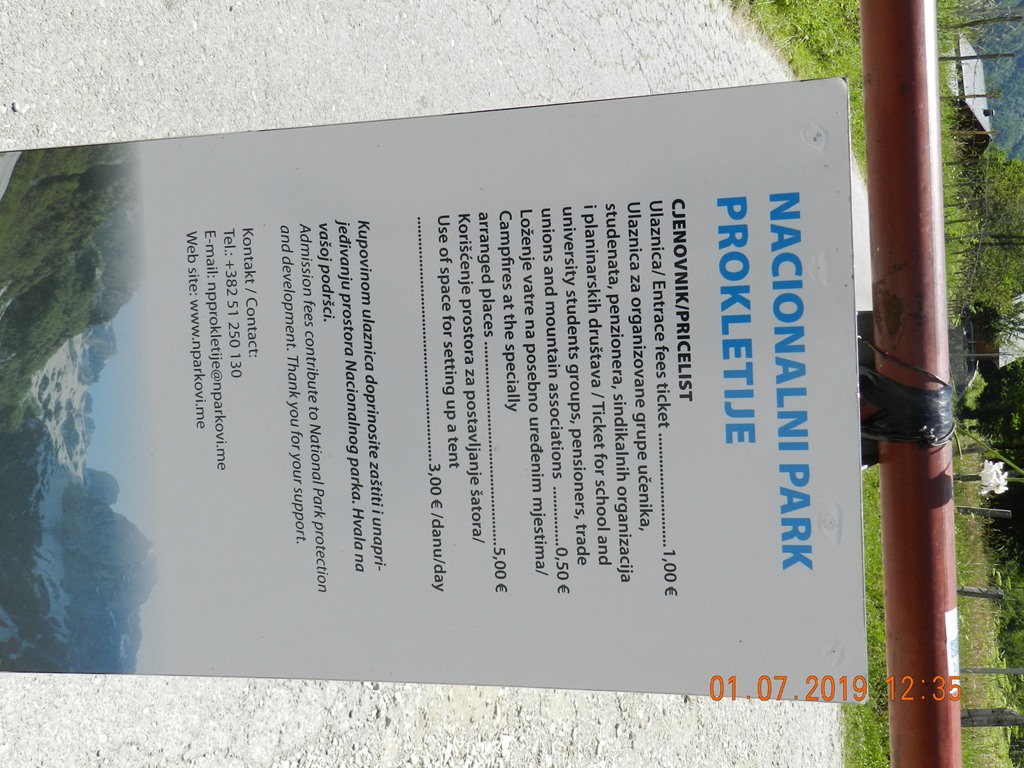 NACIONALNI PARK
PROKLETIJE
CJENOVNIK/PRICELIST
Ulaznica/ Entrace fees ticket ................................ 1,00 €
Ulaznica za organizovane grupe učenika,
studenata, penzionera, sindikalnih organizacija
i planinarskih društava / Ticket for school and
university students groups, pensioners, trade
unions and mountain associations ................ 0,50 €
Loženje vatre na posebno uređenim mjestima/
Campfires at the specially
arranged places ................................................ 5,00 €
Korišćenje prostora za postavljanje šatora/
Use of space for setting up a tent
........................................................ 3,00 € /danu/day
Kupovinom ulaznica doprinosite zaštiti i unapri-
jeđivanju prostora Nacionalnog parka. Hvala na
vašoj podršci.
Admission fees contribute to National Park protection
and development. Thank you for your support.
Kontakt / Contact:
Tel.: +382 51 250 130
E-mail: npprokletije@nparkovi.me
Web site: www.nparkovi.me
01.07.2019 12:35